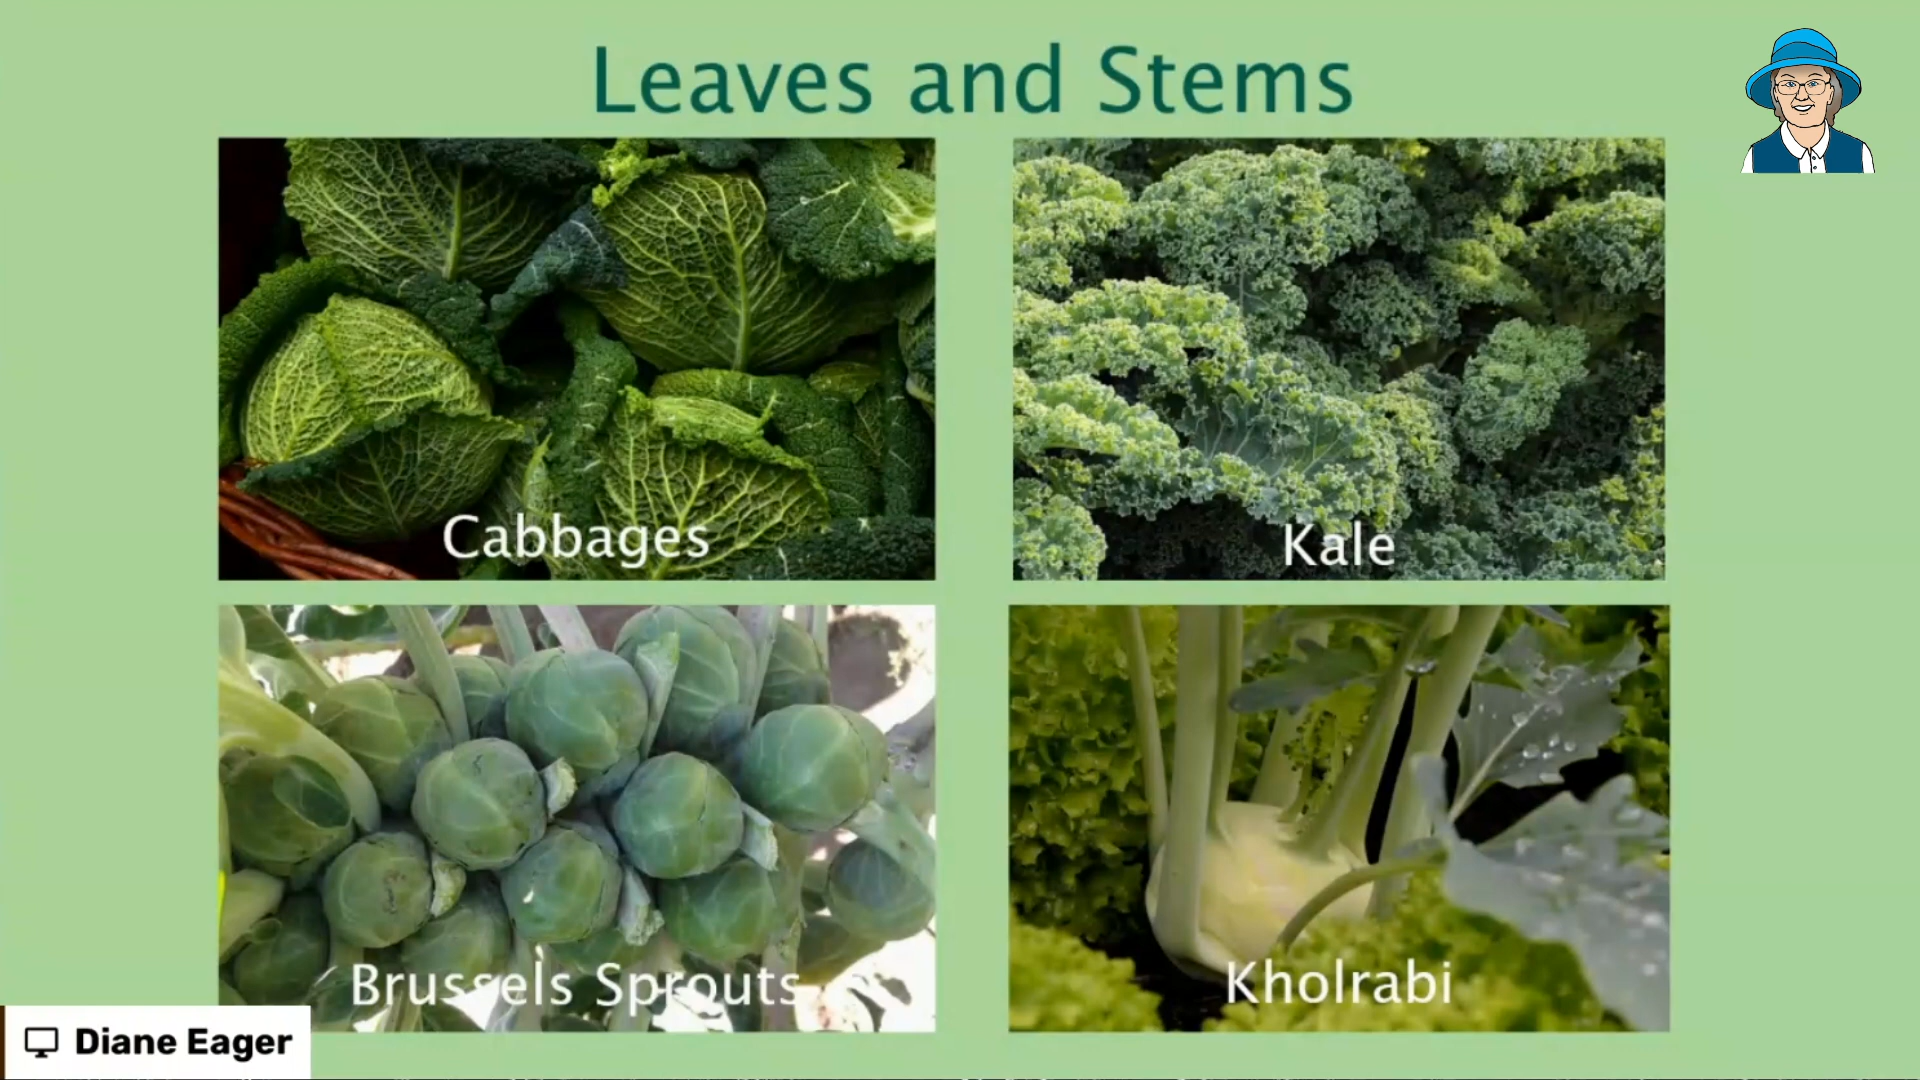 Leaves and Stems
Cabbages
Kale
Brussels Sprouts
Kholrabi
Diane Eager